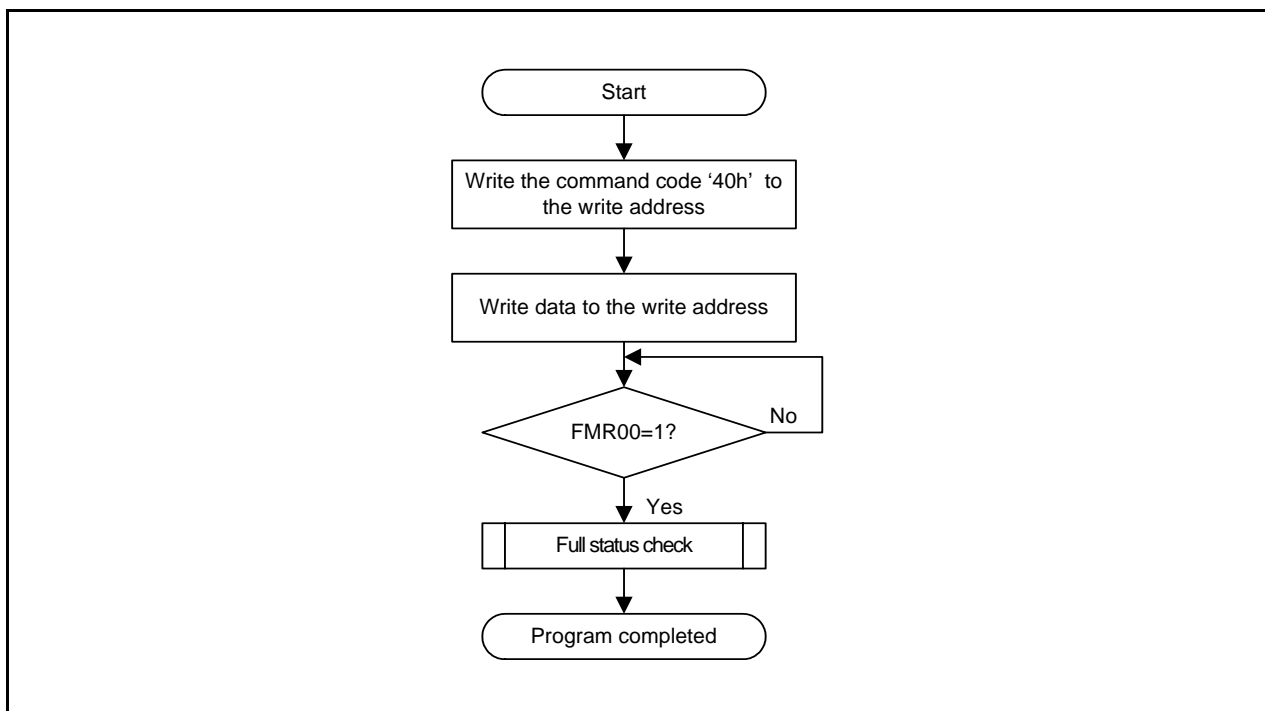 Start
Write the command code ‘40h’ to
the write address
Write data to the write address
FMR00=1?
No
Yes
Full status check
Program completed